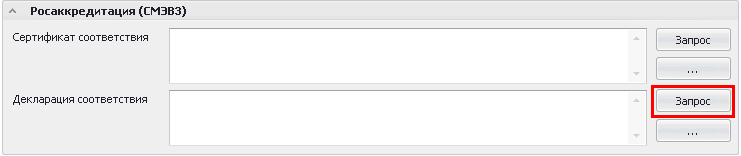 Росаккредитация (СМЭВ3)
Сертификат соответствия
Запрос
...
Декларация соответствия
Запрос
...